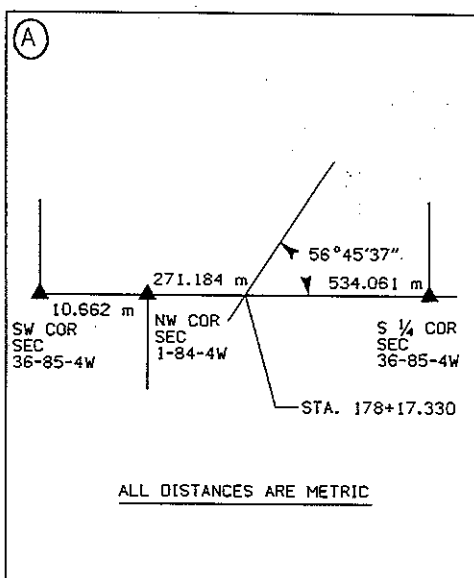 A
56°45'37"
271.184 m
534.061 m
10.662 m
SW COR
SEC
36-85-4W
NW COR
SEC
1-84-4W
S 1/4 COR
SEC
36-85-4W
STA. 178+17.330
ALL DISTANCES ARE METRIC